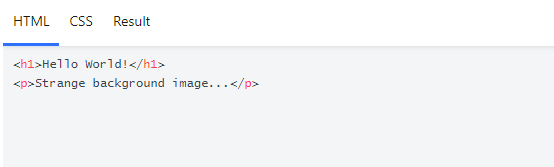 HTML CSS Result
<h1>Hello World!</h1>
<p>Strange background image...</p>